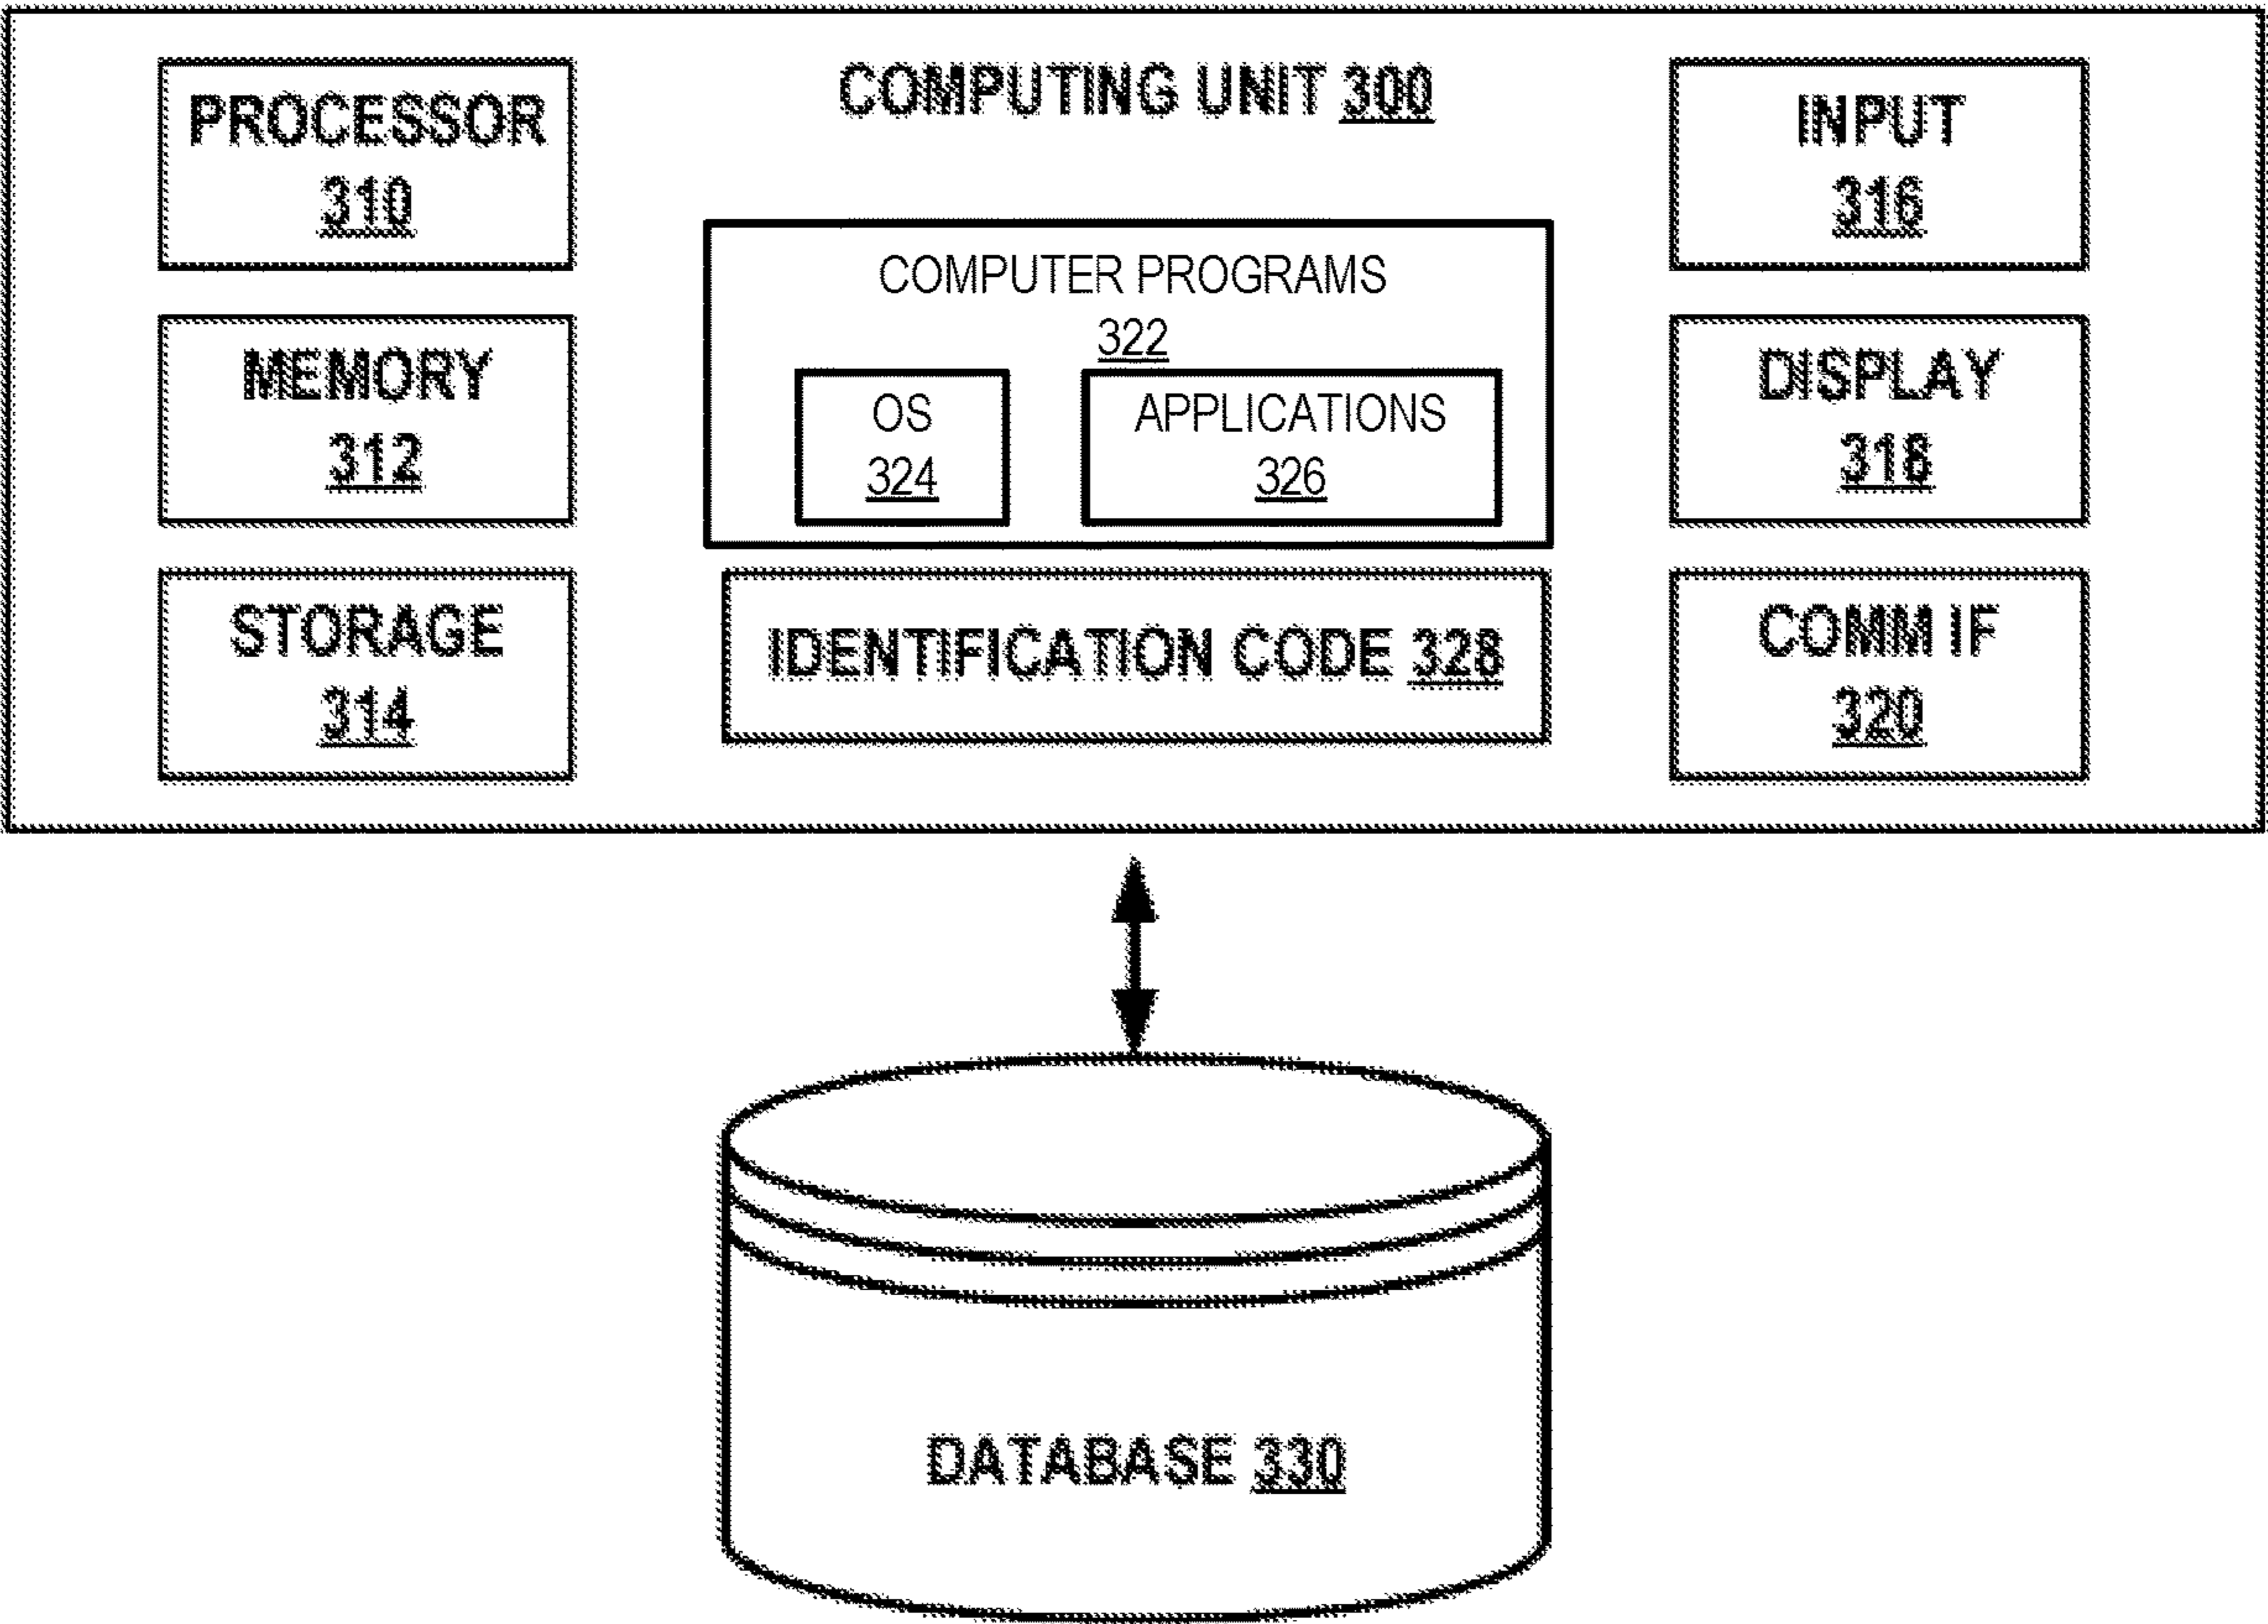 COMPUTING UNIT 300
PROCESSOR
310
MEMORY
312
STORAGE
314
COMPUTER PROGRAMS
322
OS
324
APPLICATIONS
326
IDENTIFICATION CODE 328
INPUT
316
DISPLAY
318
COMM IF
320
DATABASE 330